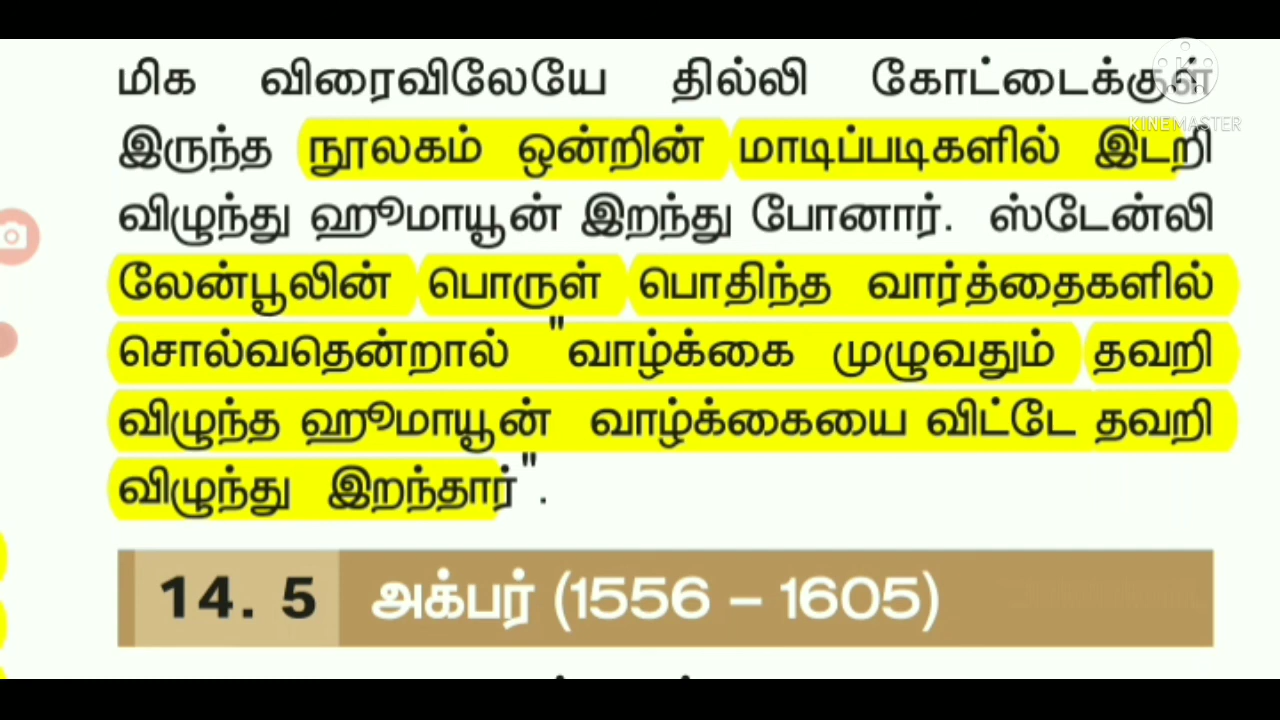 மிக விரைவிலேயே தில்லி கோட்டைக்குள்
KINEMASTER
இருந்த நூலகம் ஒன்றின் மாடிப்படிகளில் இடறி
விழுந்து ஹூமாயூன் இறந்து போனார். ஸ்டேன்லி
லேன்பூலின் பொருள் பொதிந்த வார்த்தைகளில்
சொல்வதென்றால் "வாழ்க்கை முழுவதும் தவறி
விழுந்த ஹூமாயூன் வாழ்க்கையை விட்டே தவறி
விழுந்து இறந்தார்".
14. 5 அக்பர் (1556 – 1605)